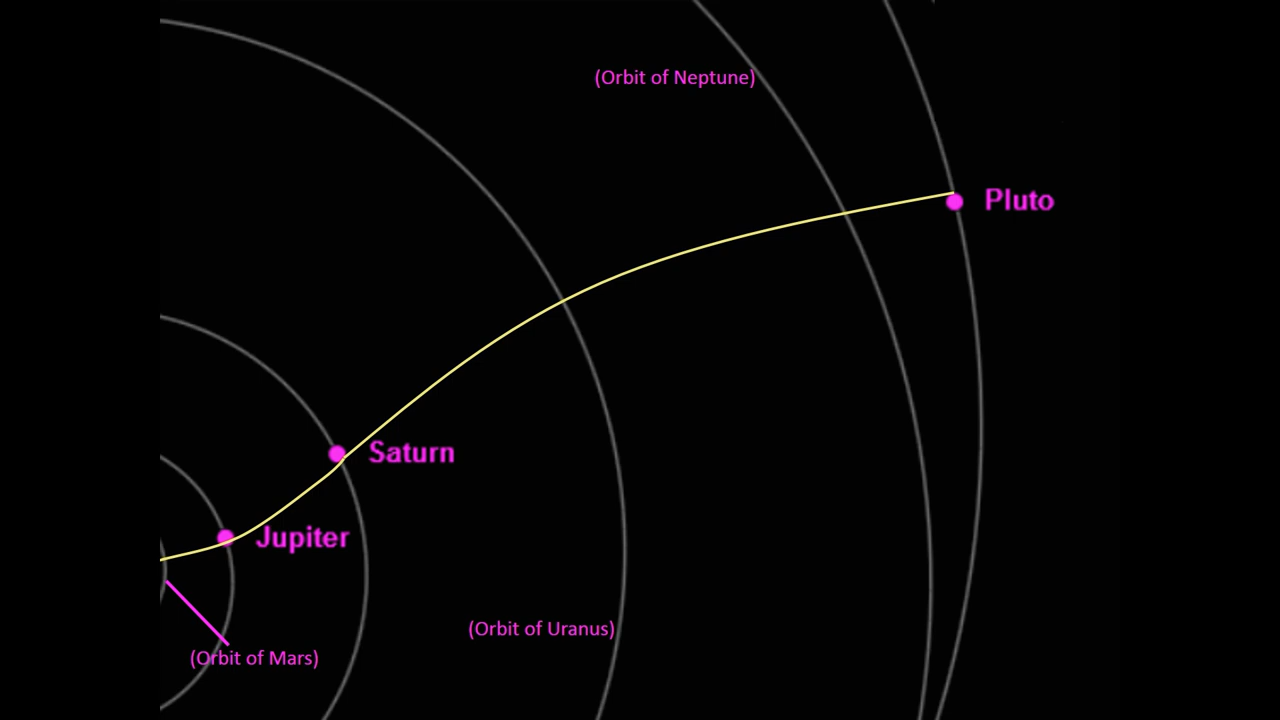 (Orbit of Neptune)
Pluto
Saturn
Jupiter
(Orbit of Uranus)
(Orbit of Mars)